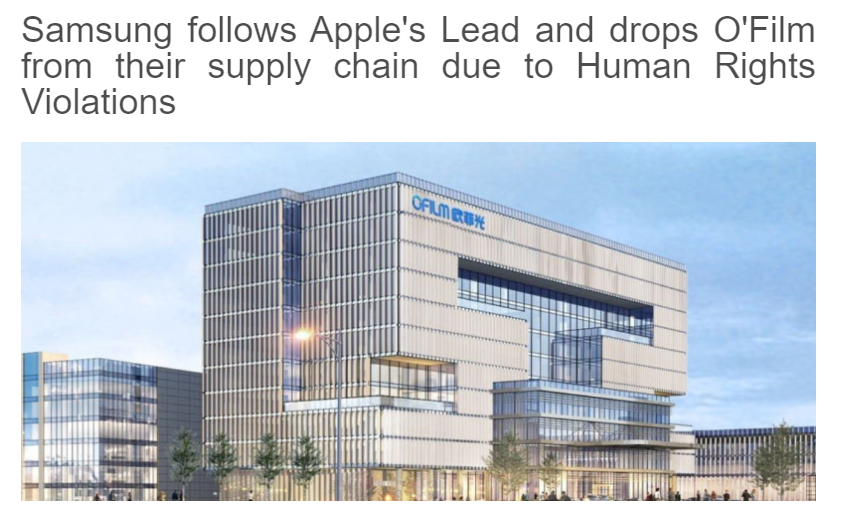 Samsung follows Apple's Lead and drops O'Film
from their supply chain due to Human Rights
Violations
OFILM 欧菲光